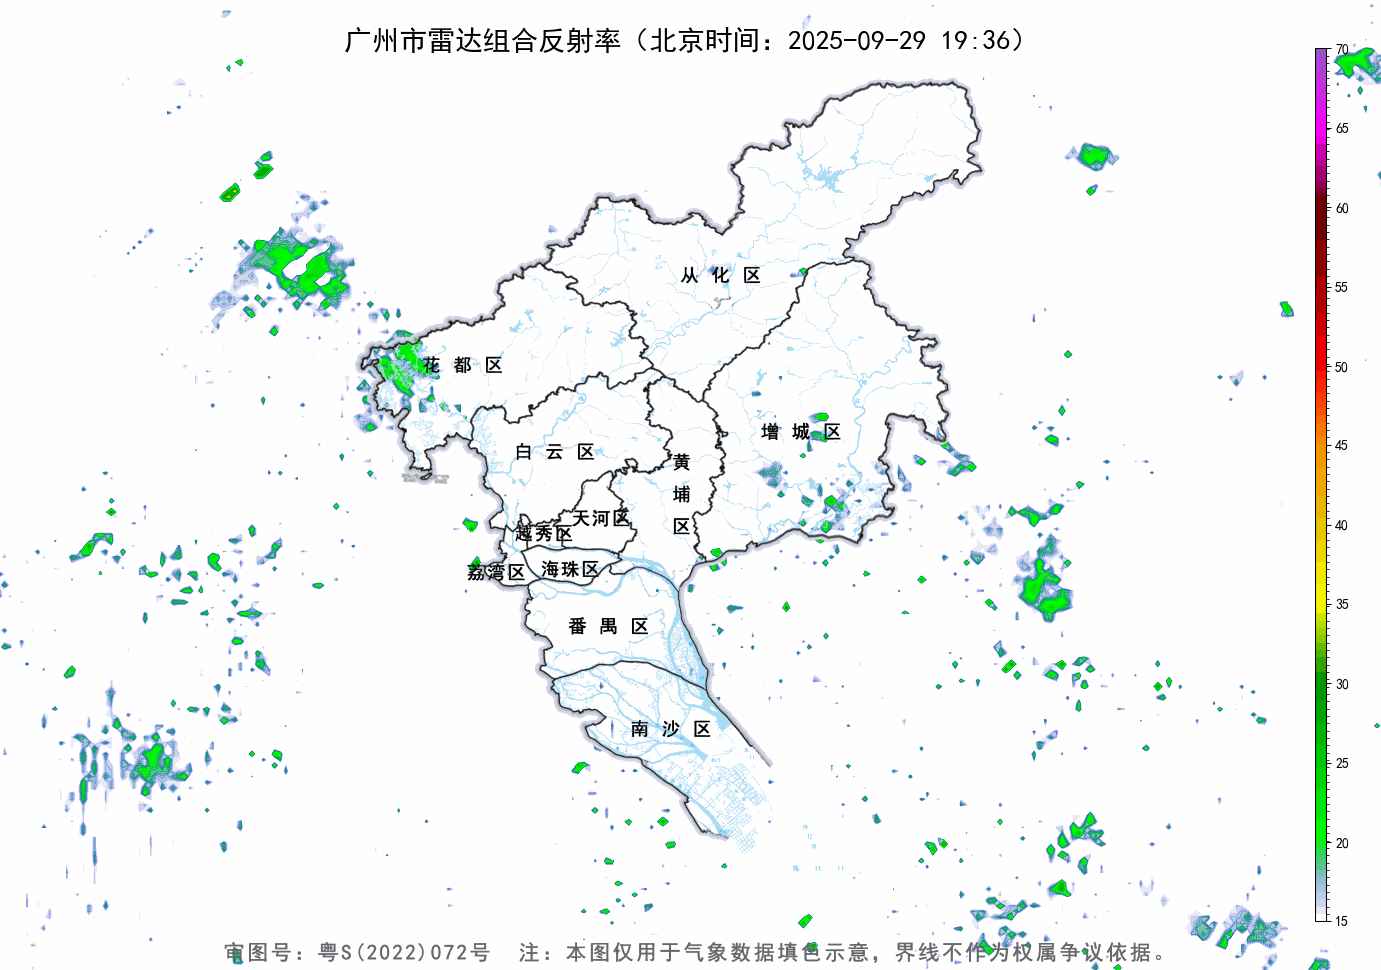 广州市雷达组合反射率（北京时间：2025-09-29 19:36）
70
65
60
55
50
45
40
35
30
25
20
15
从化区
花都区
增城区
白云区
黄埔区
天河区
越秀区
荔湾区
海珠区
番禺区
南沙区
审图号：粤S(2022)072号 注：本图仅用于气象数据填色示意，界线不作为权属争议依据。